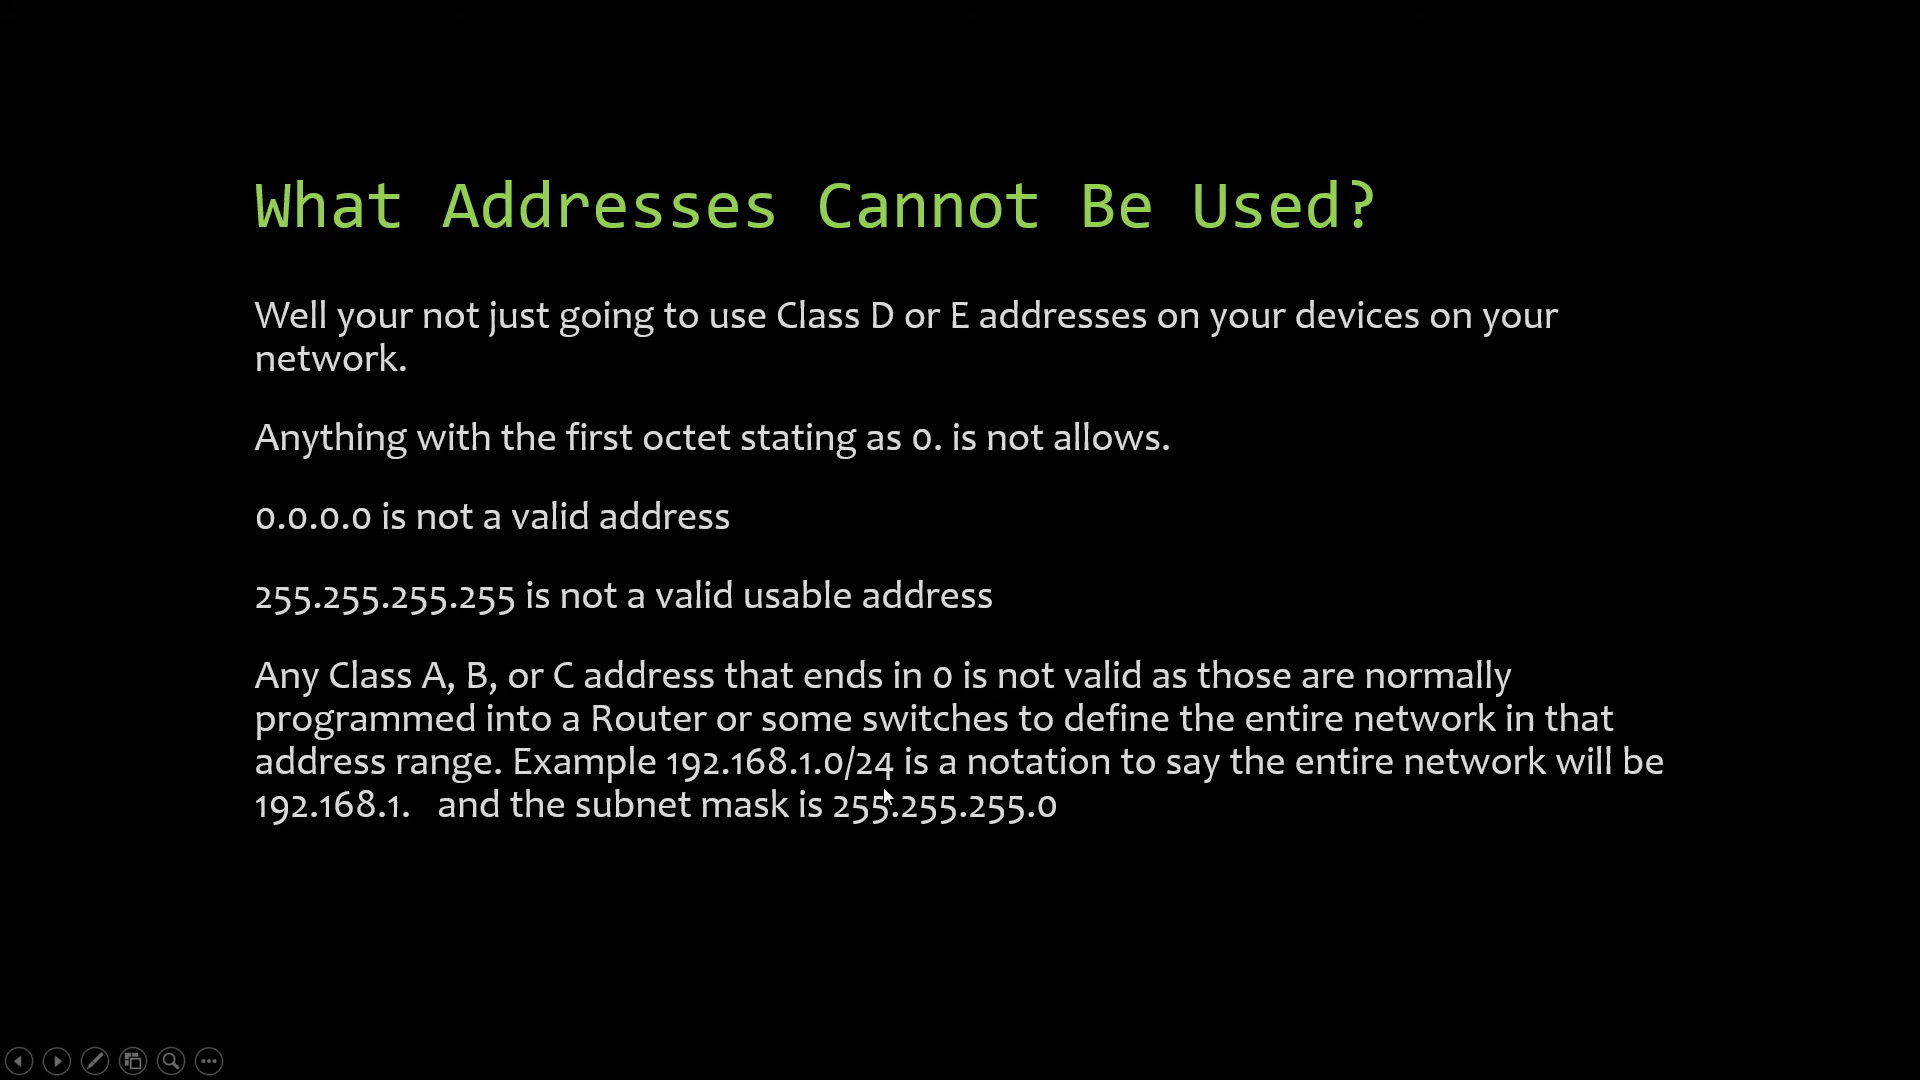 What Addresses Cannot Be Used?
Well your not just going to use Class D or E addresses on your devices on your
network.
Anything with the first octet stating as 0. is not allows.
0.0.0.0 is not a valid address
255.255.255.255 is not a valid usable address
Any Class A, B, or C address that ends in 0 is not valid as those are normally
programmed into a Router or some switches to define the entire network in that
address range. Example 192.168.1.0/24 is a notation to say the entire network will be
192.168.1.   and the subnet mask is 255.255.255.0